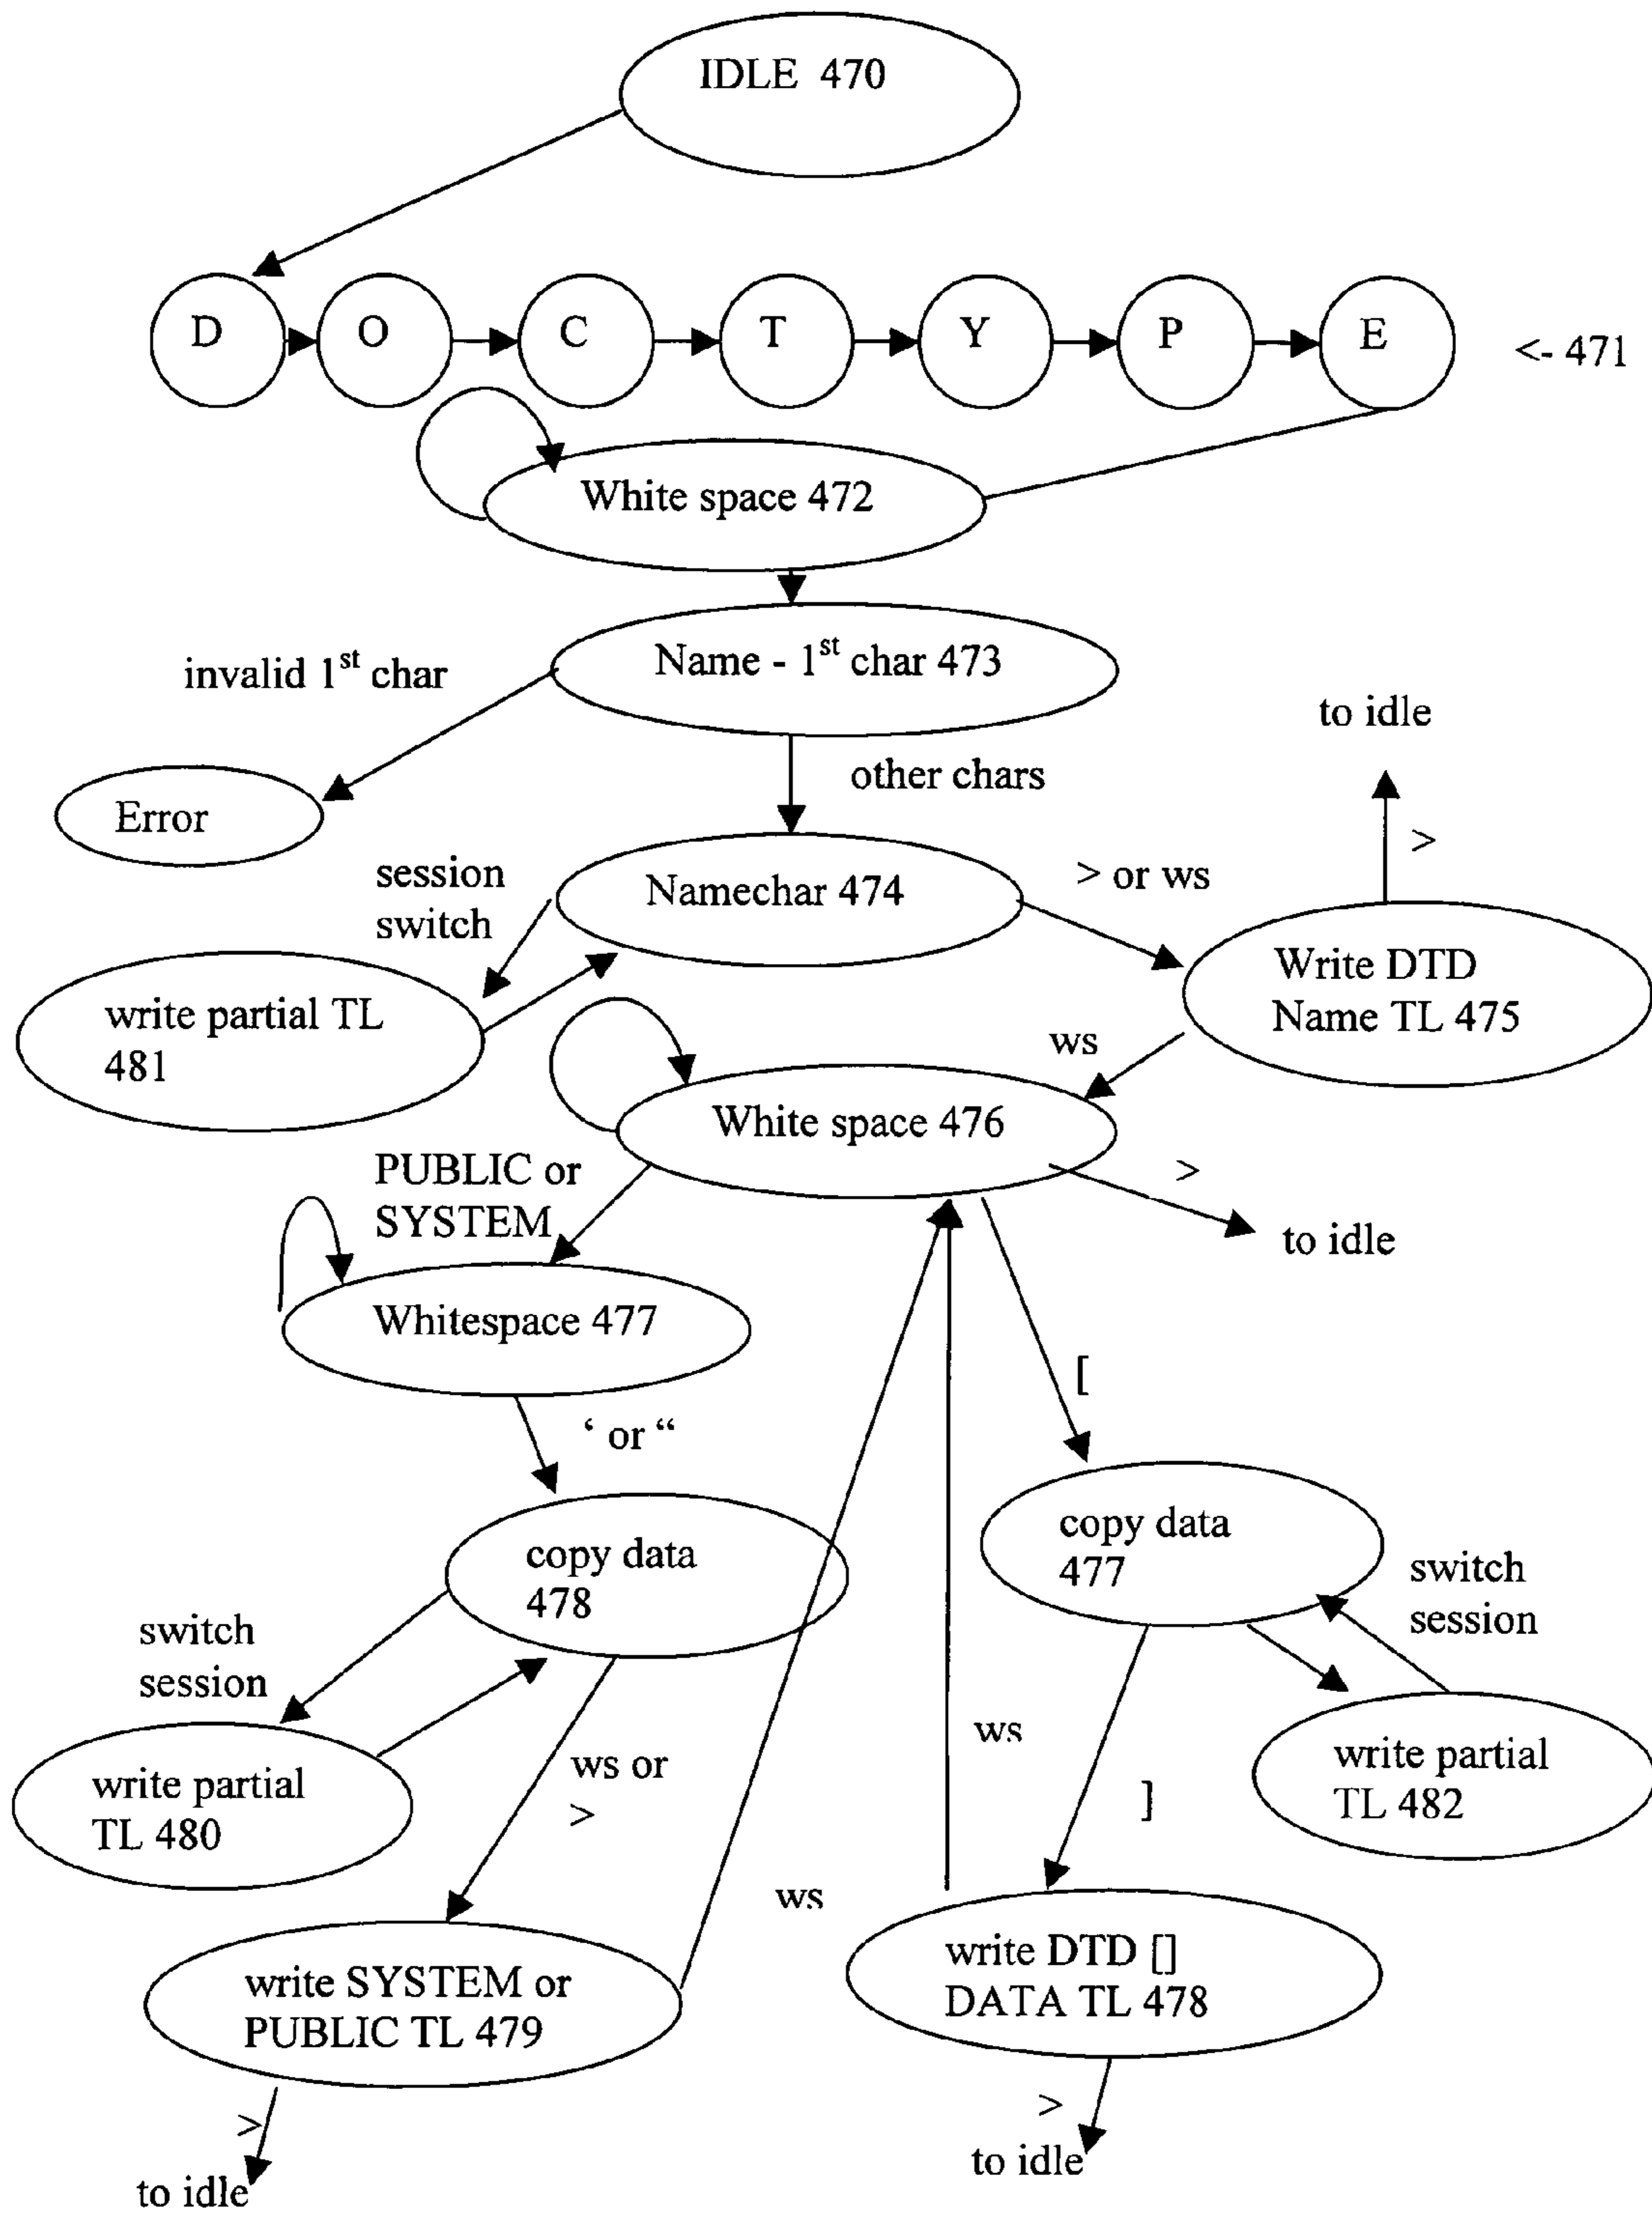 IDLE 470
D O C T Y P E
<- 471
White space 472
Name - 1st char 473
invalid 1st char
to idle
other chars
>
Error
session
switch
Namechar 474
> or ws
Write DTD
Name TL 475
write partial TL
481
ws
White space 476
>
to idle
PUBLIC or
SYSTEM
Whitespace 477
[
‘ or “
copy data
477
copy data
478
switch
session
switch
session
ws
ws or
>
write partial
TL 482
write partial
TL 480
]
ws
write DTD []
DATA TL 478
write SYSTEM or
PUBLIC TL 479
>
to idle
>
to idle